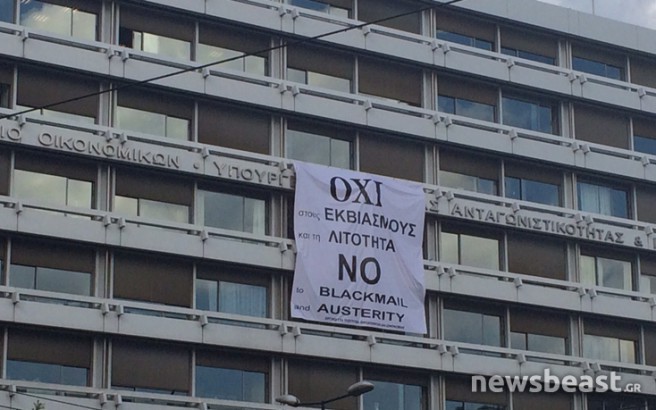 ΟΙΚΟΝΟΜΙΚΩΝ • ΥΠΟΥΡΓ
ΑΝΤΑΓΩΝΙΣΤΙΚΟΤΗΤΑΣ &
ΟΧΙ
στους ΕΚΒΙΑΣΜΟΥΣ
και τη ΛΙΤΟΤΗΤΑ
NO
to BLACKMAIL
and AUSTERITY
newsbeast.GR